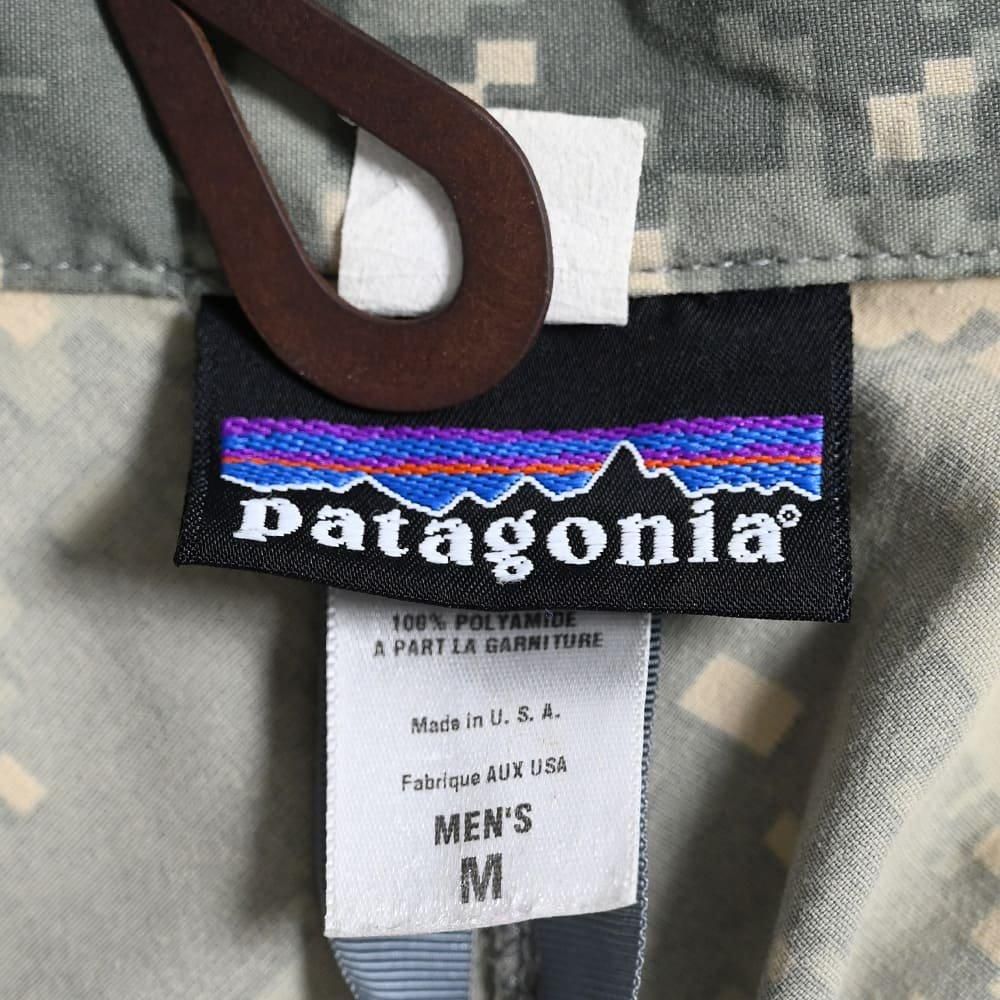 patagonia®
100% POLYAMIDE
A PART LA GARNITURE
Made in U. S. A.
Fabrique AUX USA
MEN'S
M